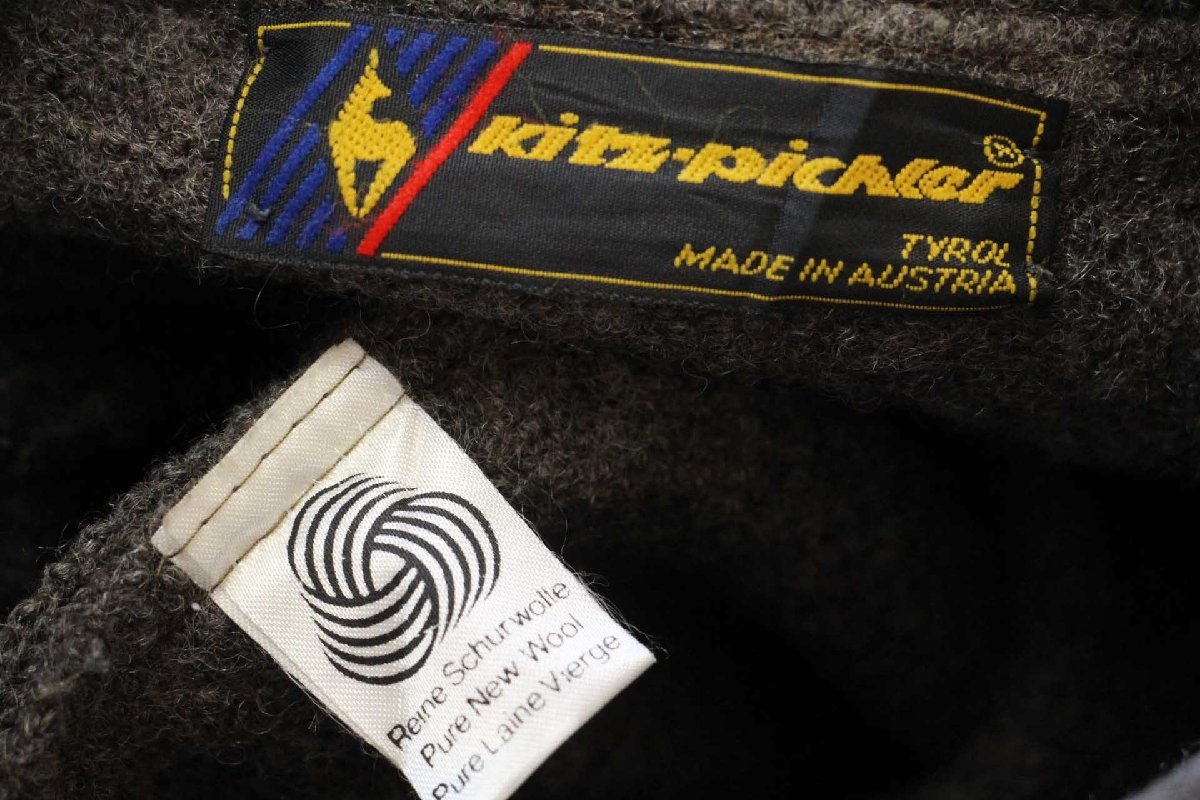 kitz-pichler®
TYROL
MADE IN AUSTRIA
Reine Schurwolle
Pure New Wool
Pure Laine Vierge